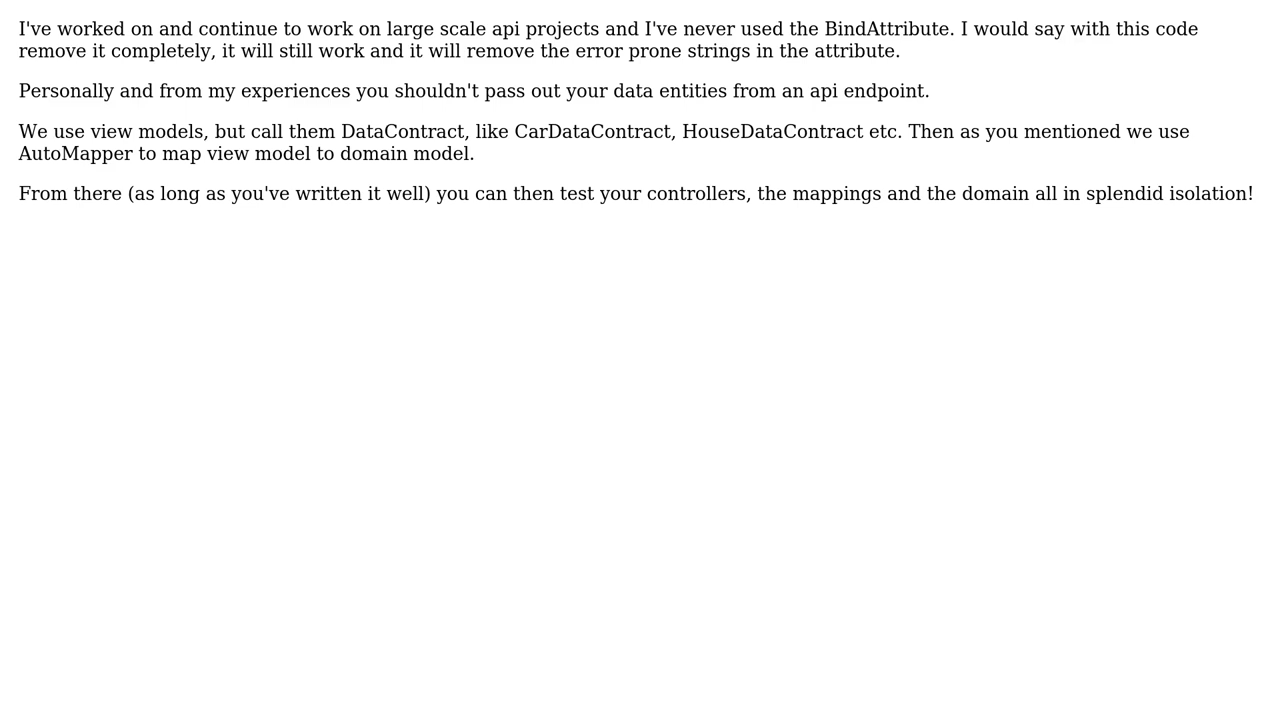 I've worked on and continue to work on large scale api projects and I've never used the BindAttribute. I would say with this code
remove it completely, it will still work and it will remove the error prone strings in the attribute.
Personally and from my experiences you shouldn't pass out your data entities from an api endpoint.
We use view models, but call them DataContract, like CarDataContract, HouseDataContract etc. Then as you mentioned we use
AutoMapper to map view model to domain model.
From there (as long as you've written it well) you can then test your controllers, the mappings and the domain all in splendid isolation!